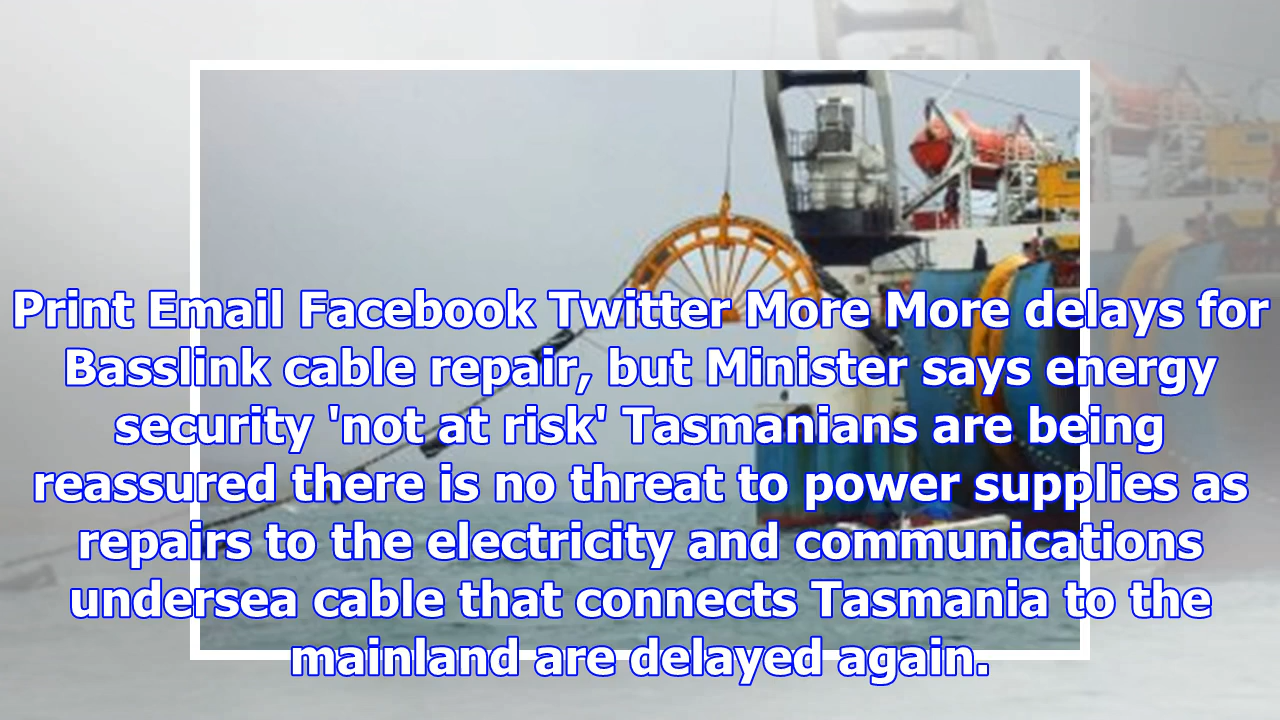 Print Email Facebook Twitter More More delays for
Basslink cable repair, but Minister says energy
security 'not at risk' Tasmanians are being
reassured there is no threat to power supplies as
repairs to the electricity and communications
undersea cable that connects Tasmania to the
mainland are delayed again.